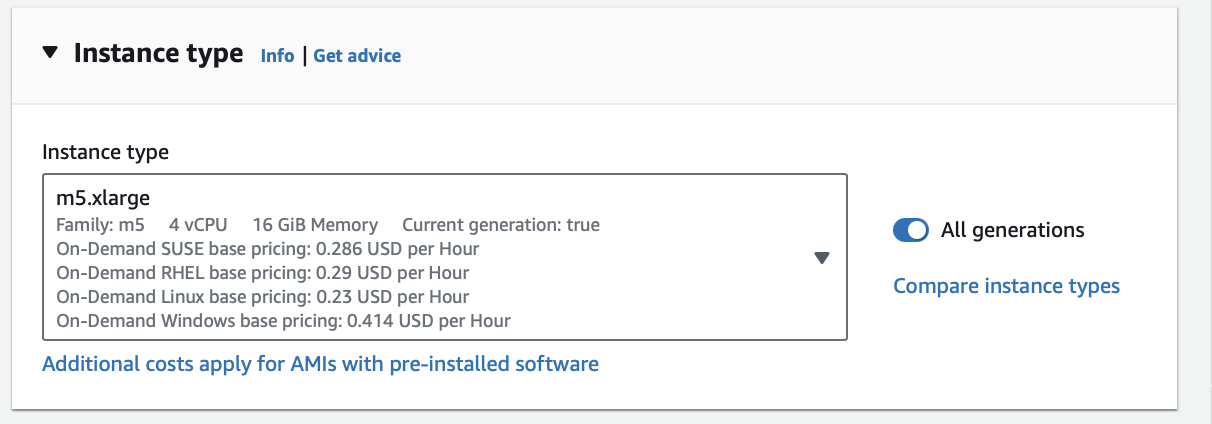 Instance type Info | Get advice
Instance type
m5.xlarge
Family: m5 4 vCPU 16 GiB Memory Current generation: true
On-Demand SUSE base pricing: 0.286 USD per Hour
On-Demand RHEL base pricing: 0.29 USD per Hour
On-Demand Linux base pricing: 0.23 USD per Hour
On-Demand Windows base pricing: 0.414 USD per Hour
All generations
Compare instance types
Additional costs apply for AMIs with pre-installed software